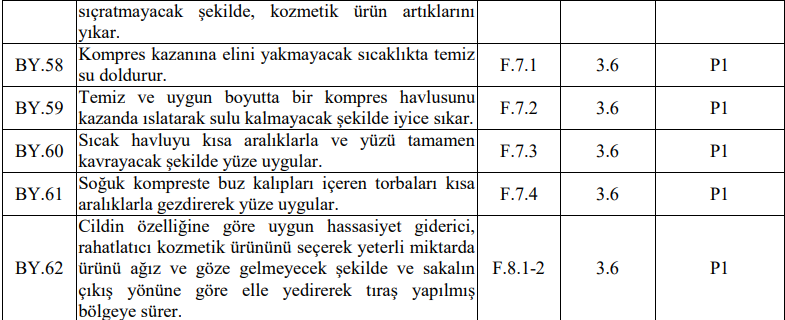 sıçratmayacak şekilde, kozmetik ürün artıklarını
yıkar.
BY.58 Kompres kazanına elini yakmayacak sıcaklıkta temiz
su doldurur. F.7.1 3.6 P1
BY.59 Temiz ve uygun boyutta bir kompres havlusunu
kazanda ıslatarak sulu kalmayacak şekilde iyice sıkar. F.7.2 3.6 P1
BY.60 Sıcak havluyu kısa aralıklarla ve yüzü tamamen
kavrayacak şekilde yüze uygular. F.7.3 3.6 P1
BY.61 Soğuk kompreste buz kalıpları içeren torbaları kısa
aralıklarla gezdirerek yüze uygular. F.7.4 3.6 P1
Cildin özelliğine göre uygun hassasiyet giderici,
rahatlatıcı kozmetik ürününü seçerek yeterli miktarda
BY.62 ürünü ağız ve göze gelmeyecek şekilde ve sakalın F.8.1-2 3.6 P1
çıkış yönüne göre elle yedirerek tıraş yapılmış
bölgeye sürer.